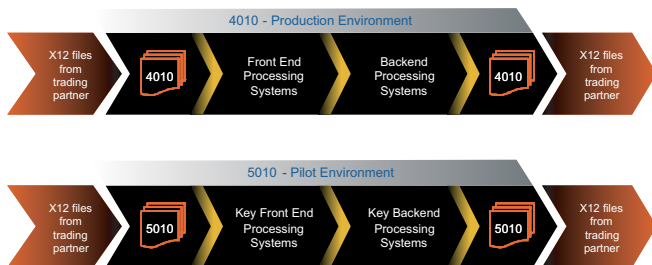 4010 - Production Environment
X12 files
from
trading
partner
4010
Front End
Processing
Systems
Backend
Processing
Systems
4010
X12 files
from
trading
partner
5010 - Pilot Environment
X12 files
from
trading
partner
5010
Key Front End
Processing
Systems
Key Backend
Processing
Systems
5010
X12 files
from
trading
partner